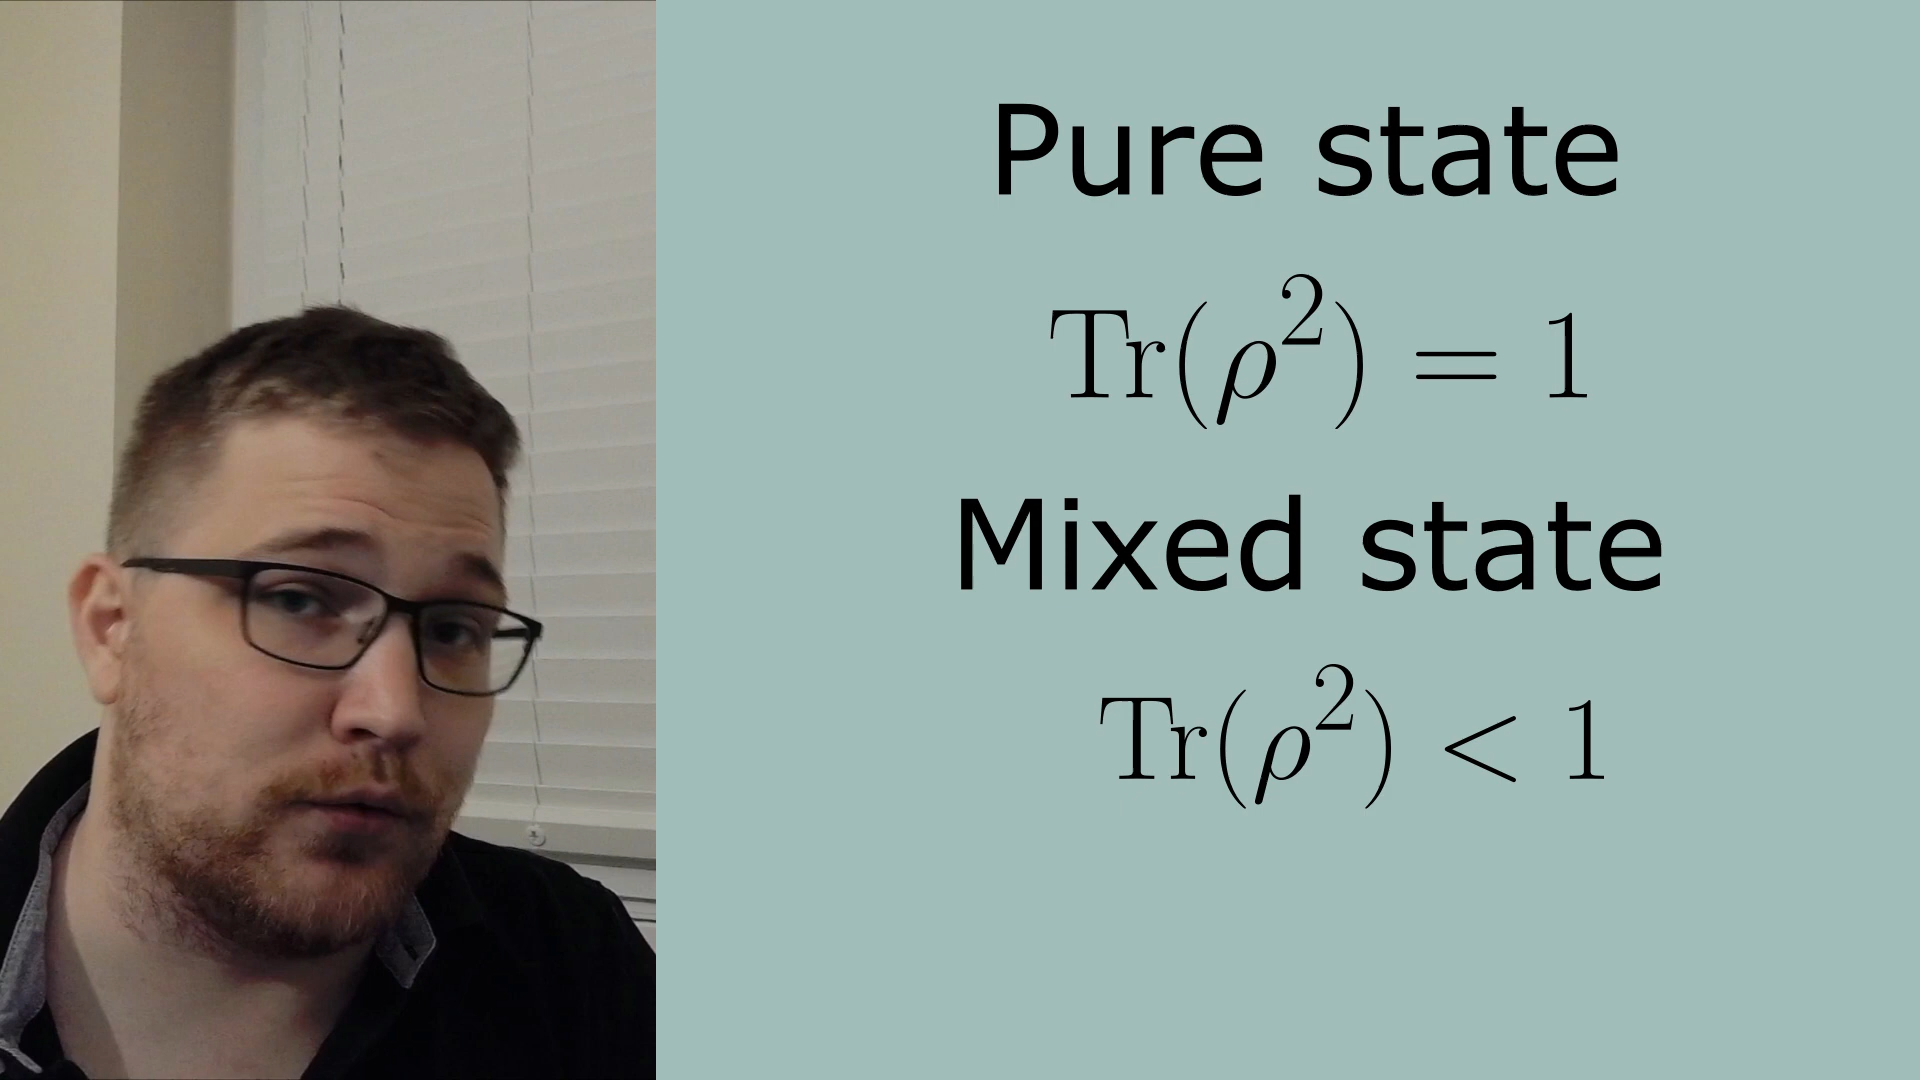 Pure state
Tr(ρ²) = 1
Mixed state
Tr(ρ²) < 1